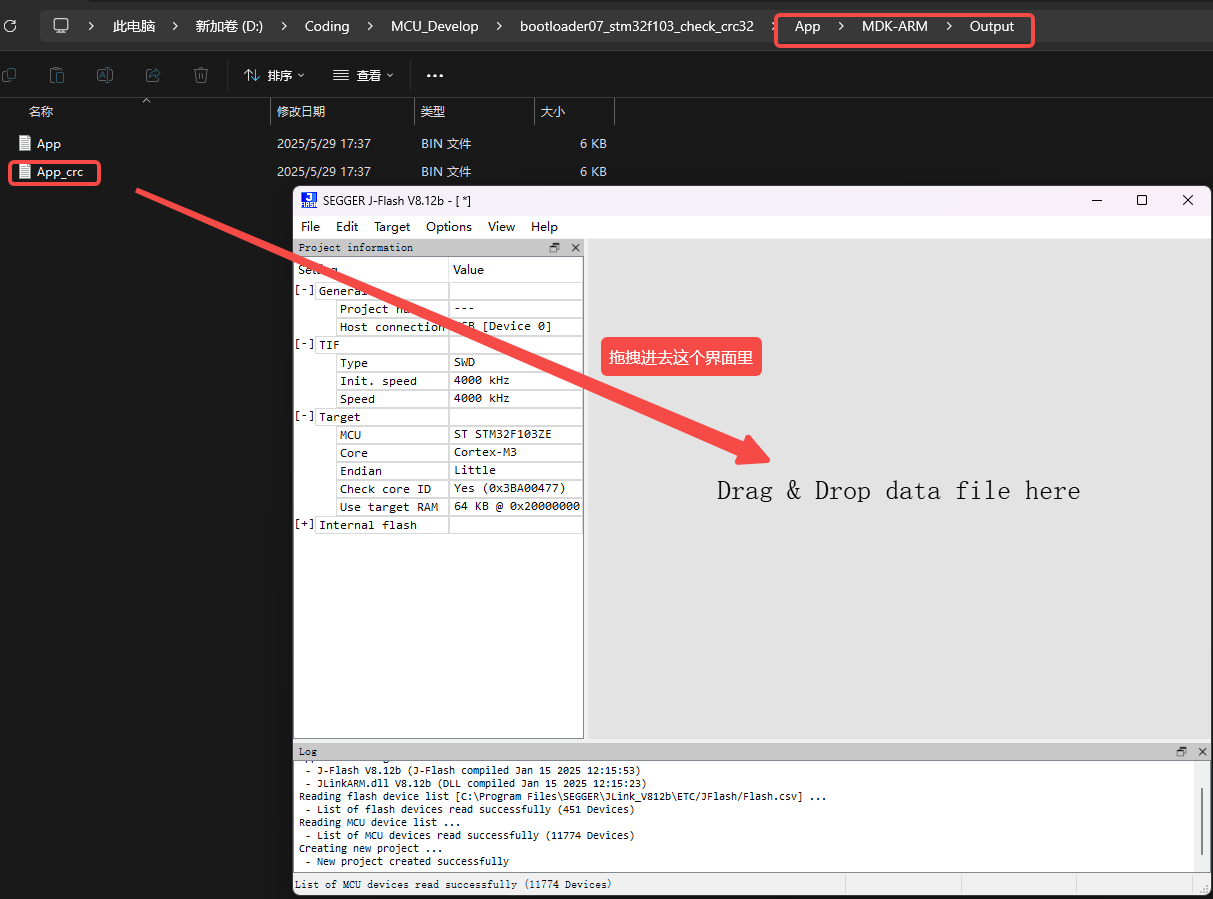 此电脑 新加卷 (D:) Coding MCU_Develop bootloader07_stm32f103_check_crc32 App MDK-ARM Output
排序 查看
名称 修改日期 类型 大小
App 2025/5/29 17:37 BIN 文件 6 KB
App_crc 2025/5/29 17:37 BIN 文件 6 KB
SEGGER J-Flash V8.12b - [ *]
File Edit Target Options View Help
Project information
Value
[-] General
Project ---
Host connection [Device 0]
[-] TIF
Type SWD
Init. speed 4000 kHz
Speed 4000 kHz
[-] Target
MCU ST STM32F103ZE
Core Cortex-M3
Endian Little
Check core ID Yes (0x3BA00477)
Use target RAM 64 KB @ 0x20000000
[+] Internal flash
拖拽进去这个界面里
Drag & Drop data file here
Log
- J-Flash V8.12b (J-Flash compiled Jan 15 2025 12:15:53)
- JLinkARM.dll V8.12b (DLL compiled Jan 15 2025 12:15:23)
Reading flash device list [C:\Program Files\SEGGER\JLink_V812b\ETC/JFlash/Flash.csv] ...
- List of flash devices read successfully (451 Devices)
Reading MCU device list ...
- List of MCU devices read successfully (11774 Devices)
Creating new project ...
- New project created successfully
List of MCU devices read successfully (11774 Devices)